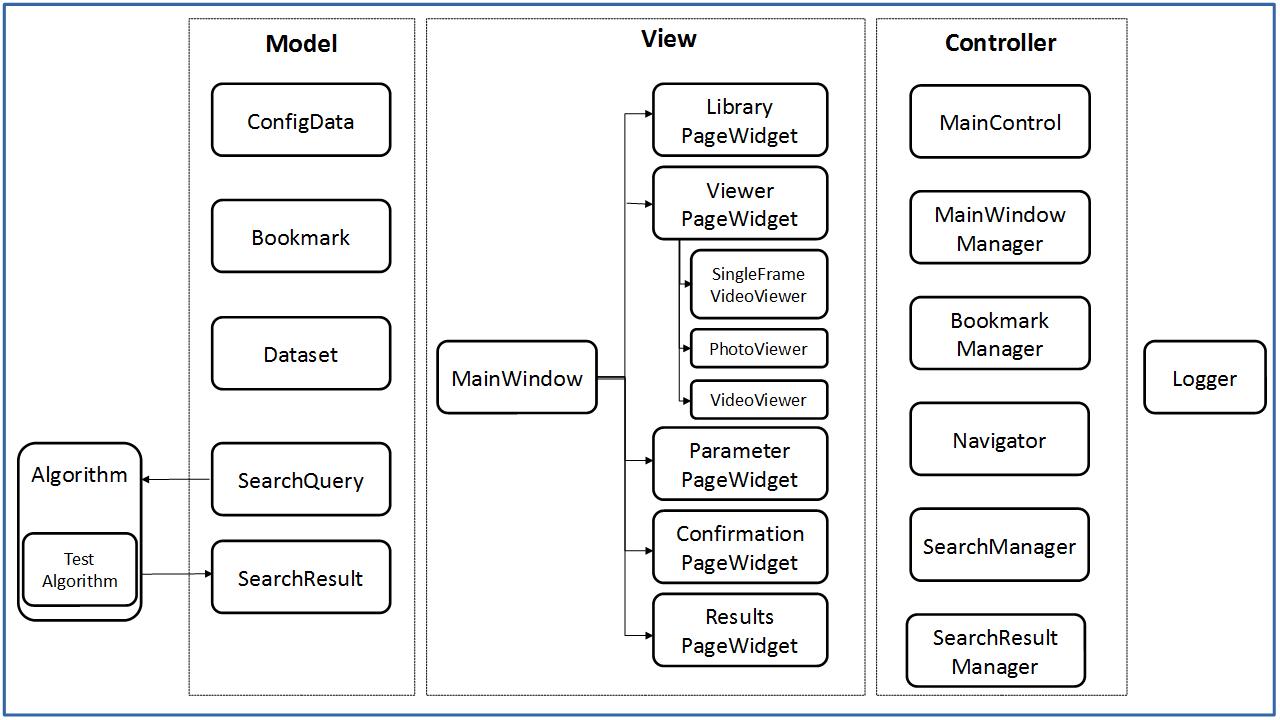 Model
ConfigData
Bookmark
Dataset
SearchQuery
SearchResult
Algorithm
Test
Algorithm
View
MainWindow
Library
PageWidget
Viewer
PageWidget
SingleFrame
VideoViewer
PhotoViewer
VideoViewer
Parameter
PageWidget
Confirmation
PageWidget
Results
PageWidget
Controller
MainControl
MainWindow
Manager
Bookmark
Manager
Navigator
SearchManager
SearchResult
Manager
Logger